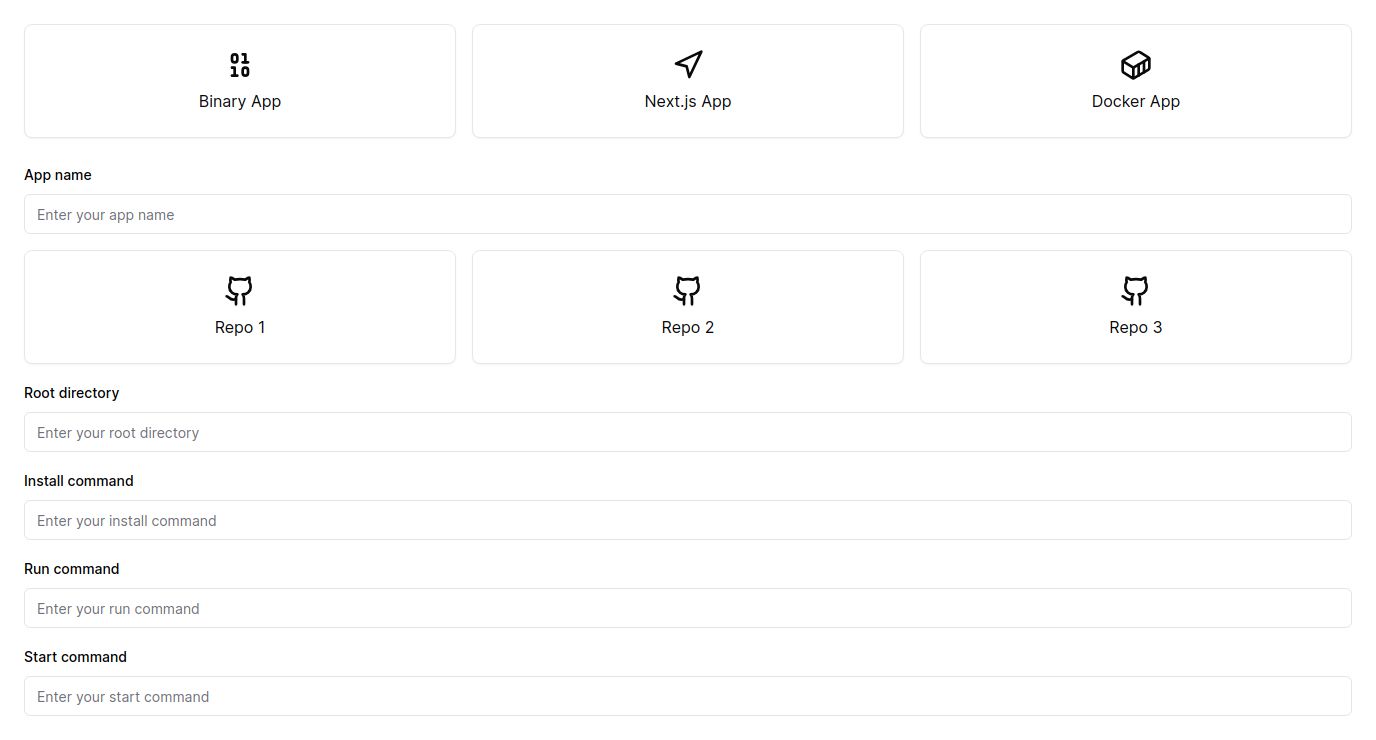 01
10
Binary App
Next.js App
Docker App
App name
Enter your app name
Repo 1
Repo 2
Repo 3
Root directory
Enter your root directory
Install command
Enter your install command
Run command
Enter your run command
Start command
Enter your start command